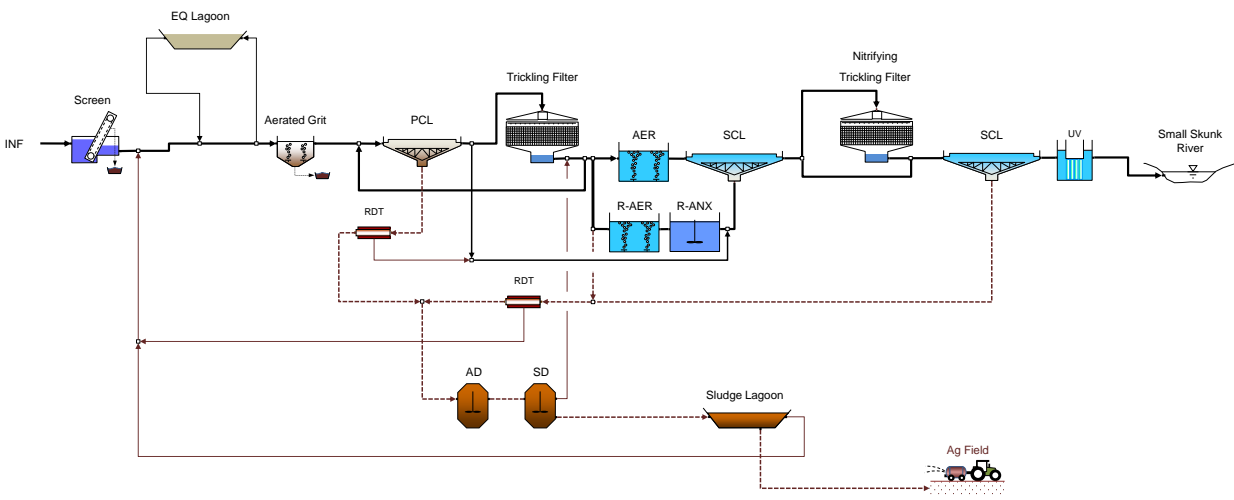 EQ Lagoon
Nitrifying
Trickling Filter
Trickling Filter
Screen
Aerated Grit
PCL
AER
SCL
SCL
UV
INF
Small Skunk
River
R-AER
R-ANX
RDT
RDT
AD
SD
Sludge Lagoon
Ag Field